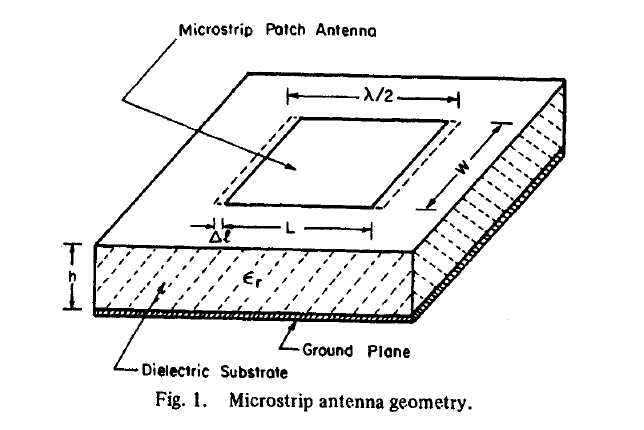 Microstrip Patch Antenna
λ/2
W
Δℓ
L
h
ϵr
Ground Plane
Dielectric Substrate
Fig. 1. Microstrip antenna geometry.